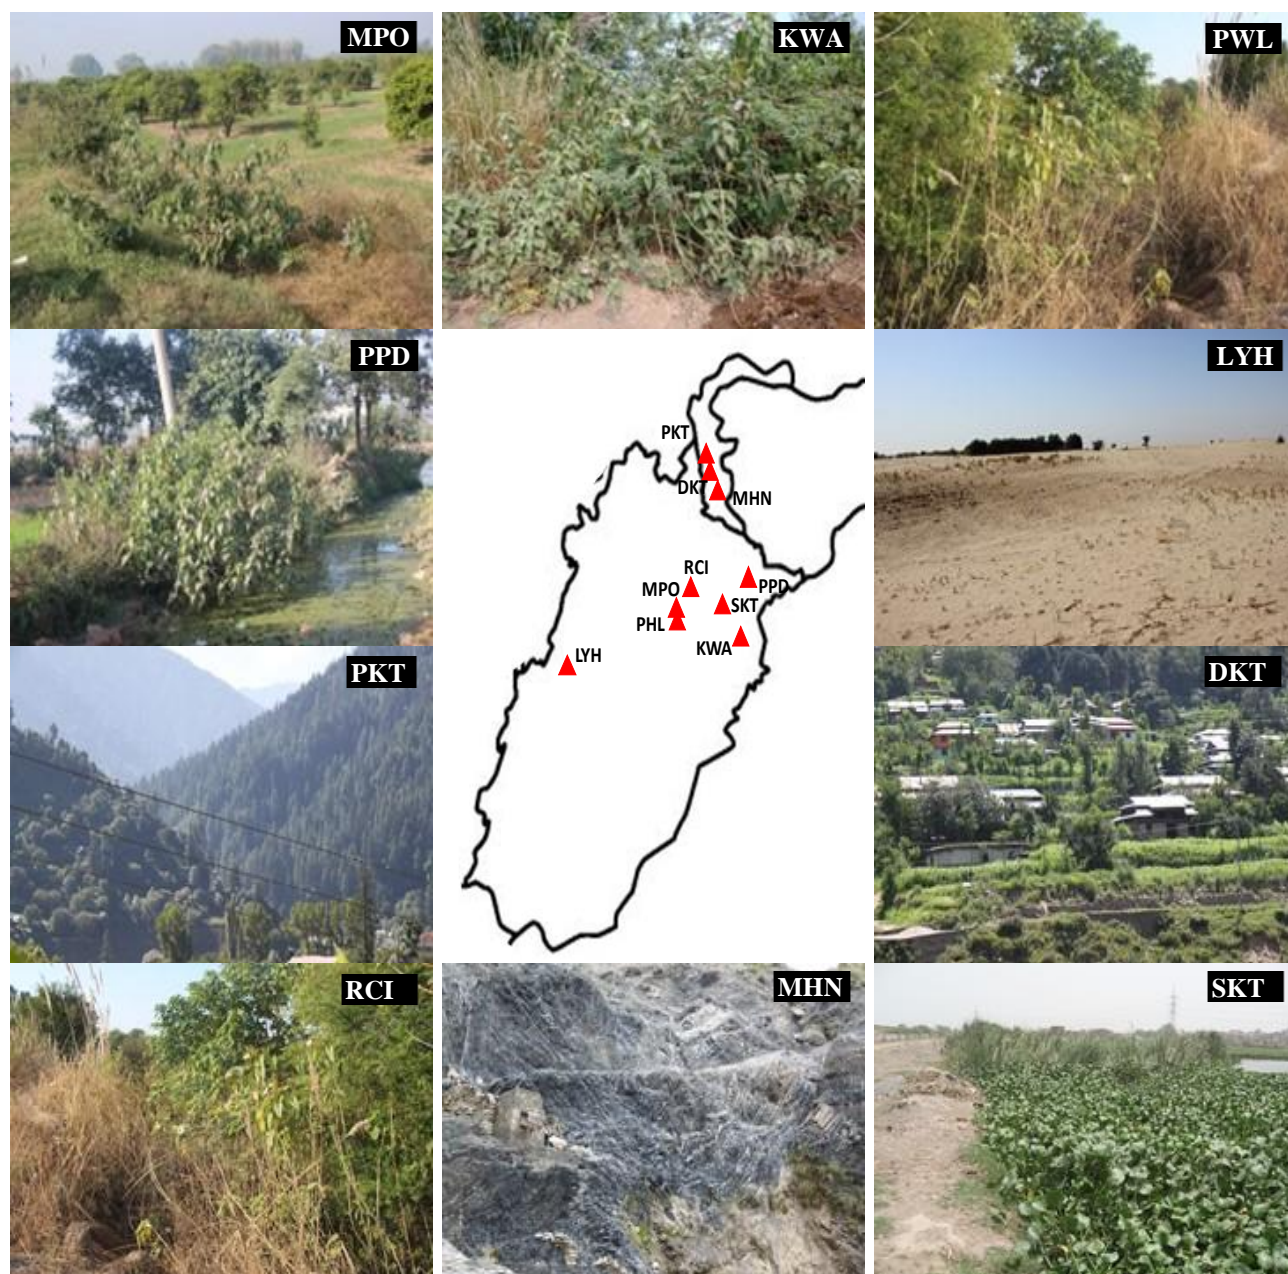 MPO
KWA
PWL
PPD
LYH
PKT
DKT
MHN
RCI
MPO
PPD
SKT
PHL
KWA
LYH
PKT
DKT
RCI
MHN
SKT